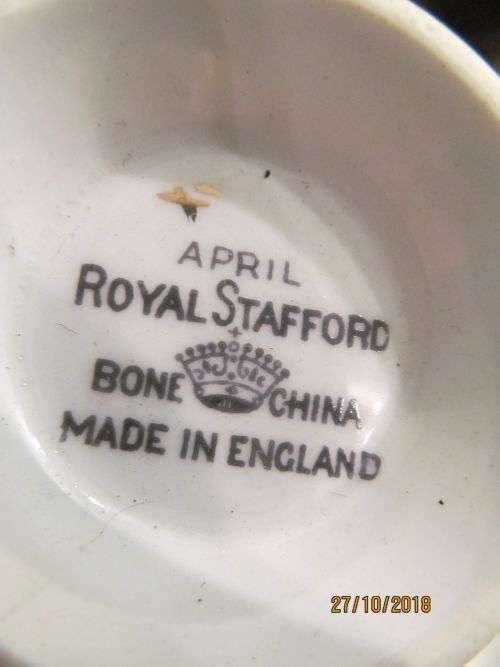 APRIL
ROYAL STAFFORD
BONE CHINA
MADE IN ENGLAND
27/10/2018